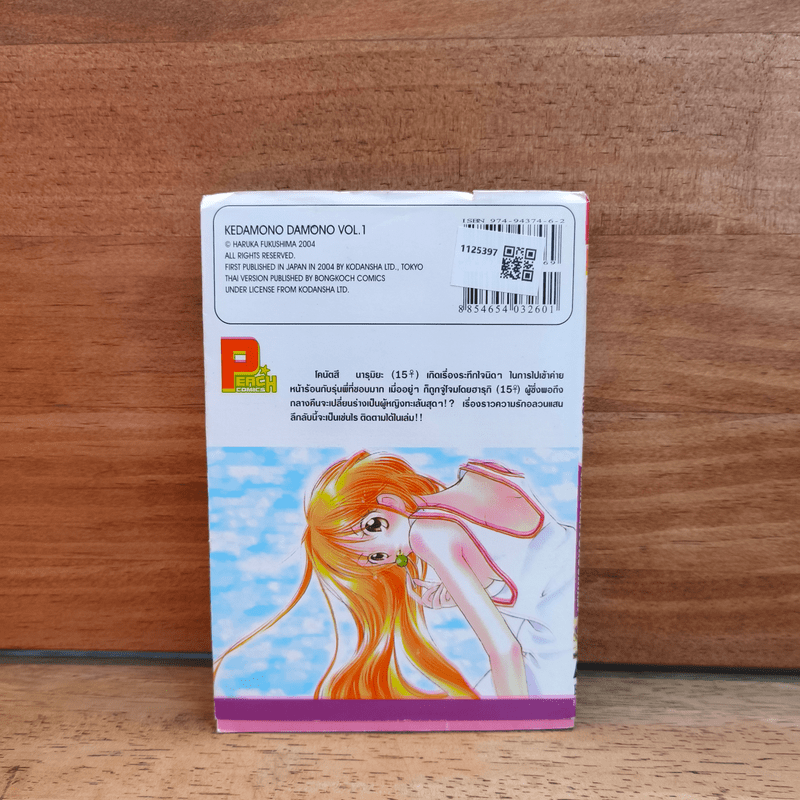 KEDAMONO DAMONO VOL.1
© HARUKA FUKUSHIMA 2004
ALL RIGHTS RESERVED.
FIRST PUBLISHED IN JAPAN IN 2004 BY KODANSHA LTD., TOKYO
THAI VERSION PUBLISHED BY BONGKOCH COMICS
UNDER LICENSE FROM KODANSHA LTD.
ISBN 974-94374-6-2
1125397
69
8 854654 032601
PEACH
COMICS
โคนัตสึ นารุมิยะ (15♀) เกิดเรื่องระทึกใจนิดๆ ในการไปเข้าค่าย
หน้าร้อนกับรุ่นพี่ที่ชอบมาก เมื่ออยู่ๆ ก็ถูกจู่โจมโดยฮารุกิ (15♀) ผู้ซึ่งพอถึง
กลางคืนจะเปลี่ยนร่างเป็นผู้หญิงทะเล้นสุดๆ!? เรื่องราวความรักอลวนแสน
ลึกลับนี้จะเป็นเช่นไร ติดตามได้ในเล่ม!!